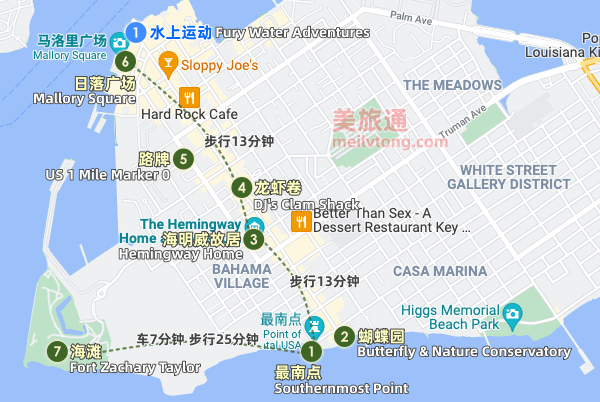 Palm Ave
马洛里广场
Mallory Square
1 水上运动 Fury Water Adventures
6
Sloppy Joe's
日落广场
Mallory Square
Po
Louisiana Ki
THE MEADOWS
Hard Rock Cafe
美旅通
meilvtong.com
Truman Ave
步行13分钟
路牌 5
US 1 Mile Marker 0
WHITE STREET
GALLERY DISTRICT
4 龙虾卷
DJ's Clam Shack
The Hemingway
Home
Better Than Sex - A
Dessert Restaurant Key ...
海明威故居 3
Hemingway Home
BAHAMA
VILLAGE
步行13分钟
CASA MARINA
Higgs Memorial
Beach Park
最南点
Point of
tal USA
2 蝴蝶园
Butterfly & Nature Conservatory
车7分钟 步行25分钟
7 海滩
Fort Zachary Taylor
1
最南点
Southernmost Point